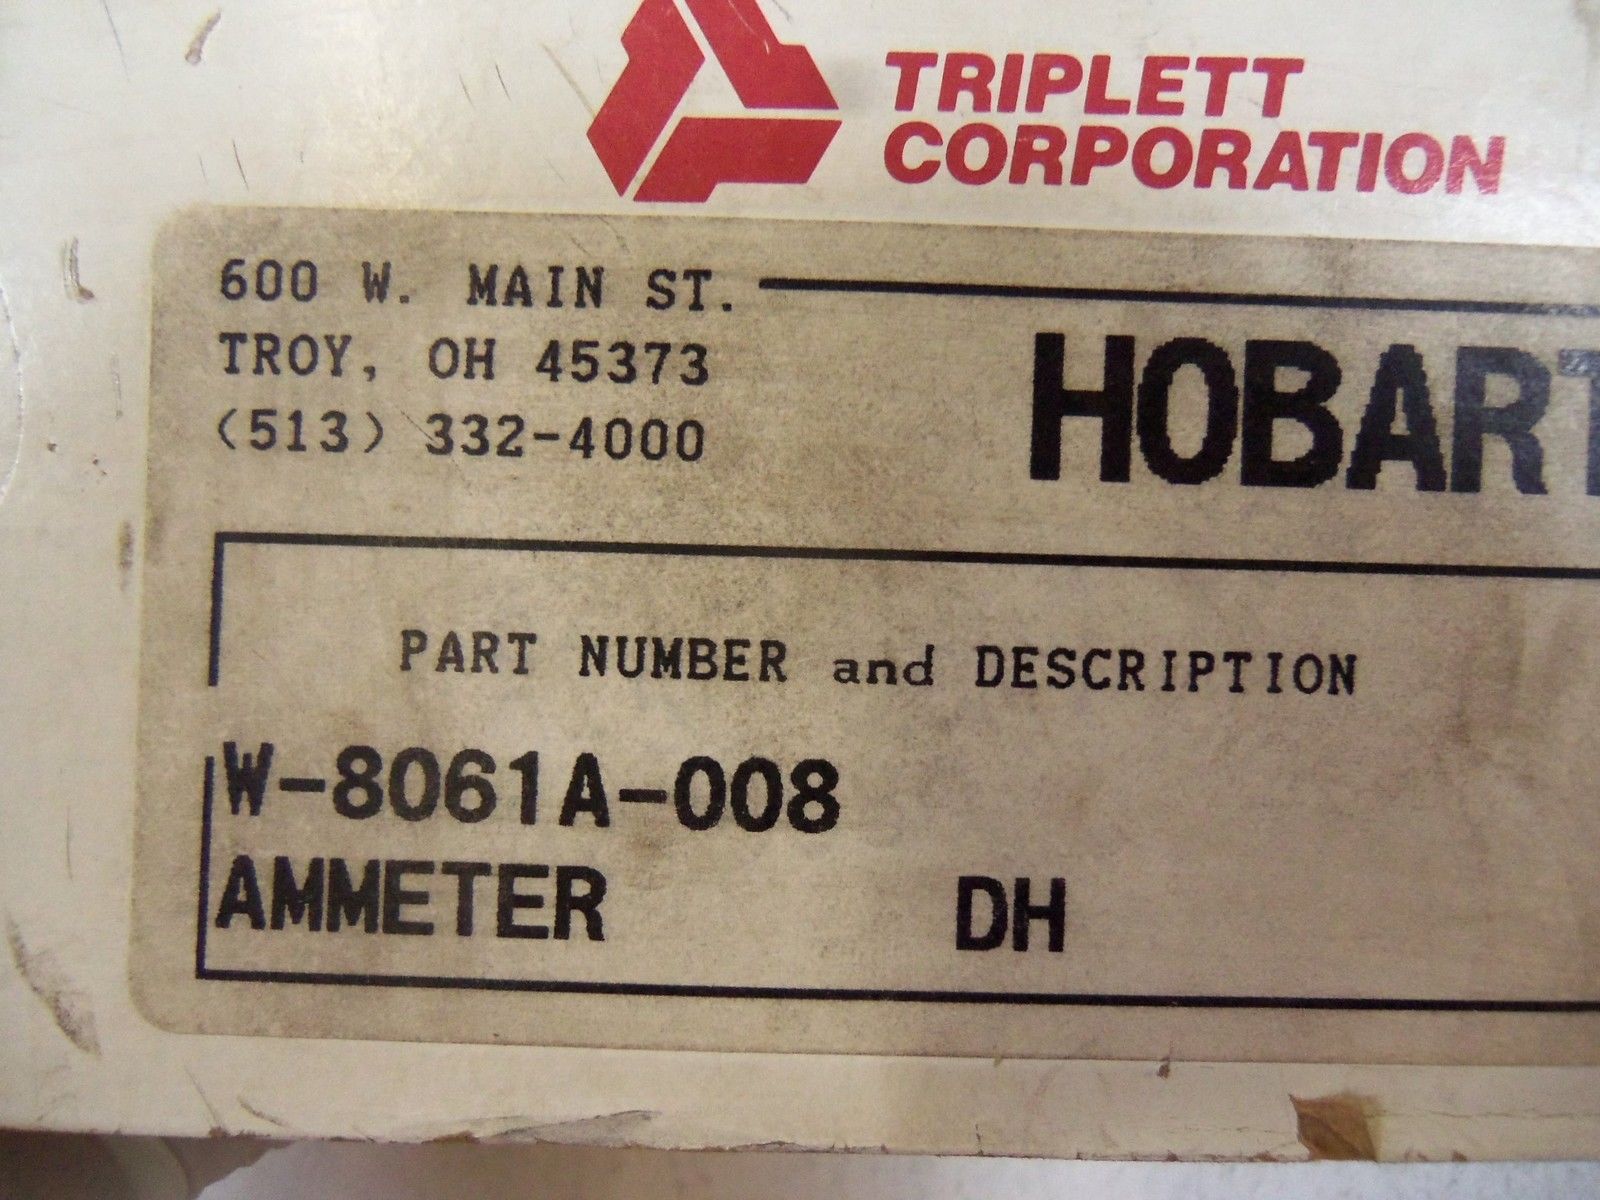 TRIPLETT
CORPORATION
600 W. MAIN ST.
TROY, OH 45373
(513) 332-4000
HOBART
PART NUMBER and DESCRIPTION
W-8061A-008
AMMETER DH